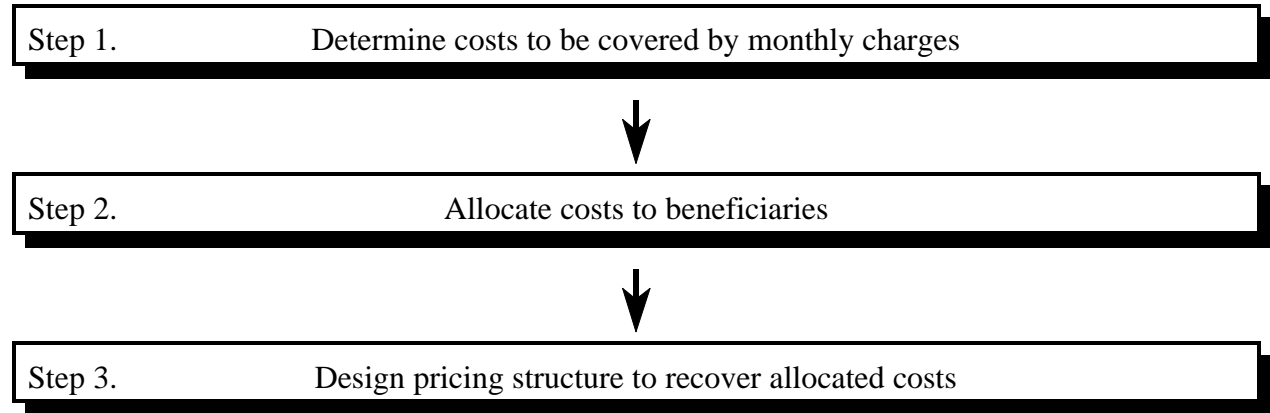 Step 1. Determine costs to be covered by monthly charges
Step 2. Allocate costs to beneficiaries
Step 3. Design pricing structure to recover allocated costs